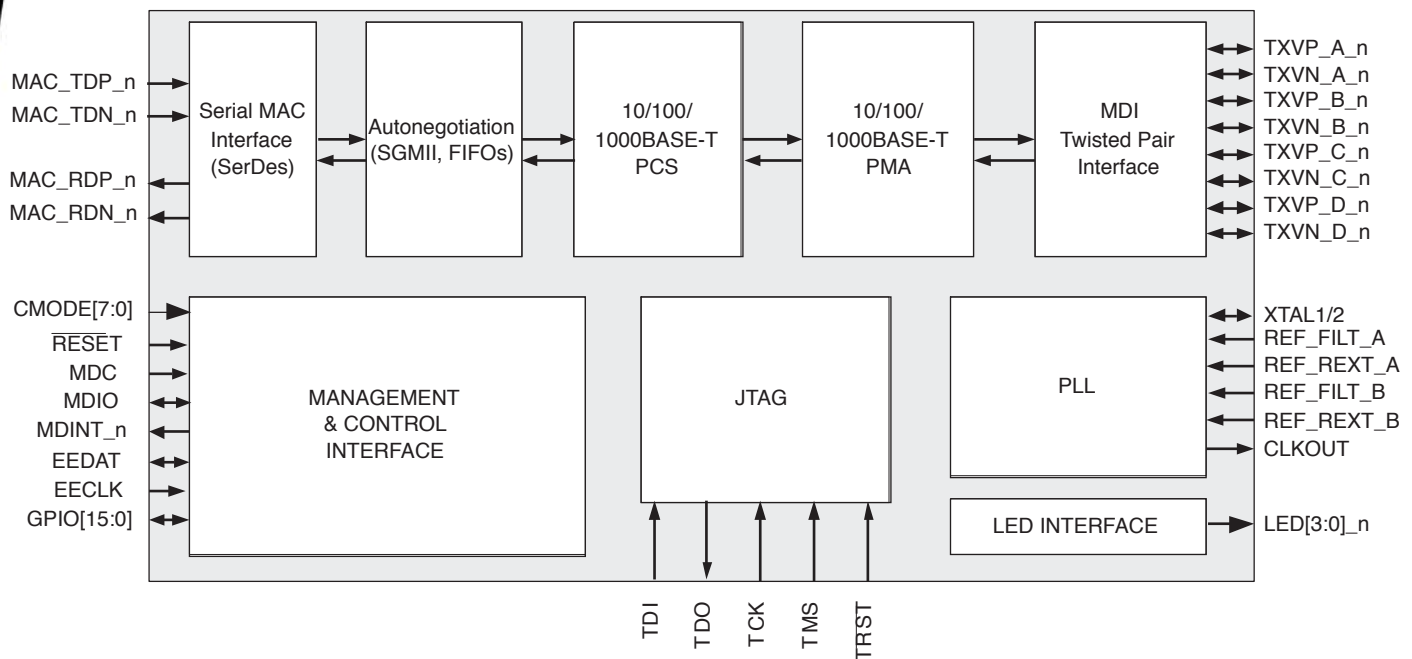 MAC_TDP_n
MAC_TDN_n
MAC_RDP_n
MAC_RDN_n
Serial MAC
Interface
(SerDes)
Autonegotiation
(SGMII, FIFOs)
10/100/
1000BASE-T
PCS
10/100/
1000BASE-T
PMA
MDI
Twisted Pair
Interface
TXVP_A_n
TXVN_A_n
TXVP_B_n
TXVN_B_n
TXVP_C_n
TXVN_C_n
TXVP_D_n
TXVN_D_n
CMODE[7:0]
RESET
MDC
MDIO
MDINT_n
EEDAT
EECLK
GPIO[15:0]
MANAGEMENT
& CONTROL
INTERFACE
JTAG
PLL
XTAL1/2
REF_FILT_A
REF_REXT_A
REF_FILT_B
REF_REXT_B
CLKOUT
LED INTERFACE
LED[3:0]_n
TDI
TDO
TCK
TMS
TRST